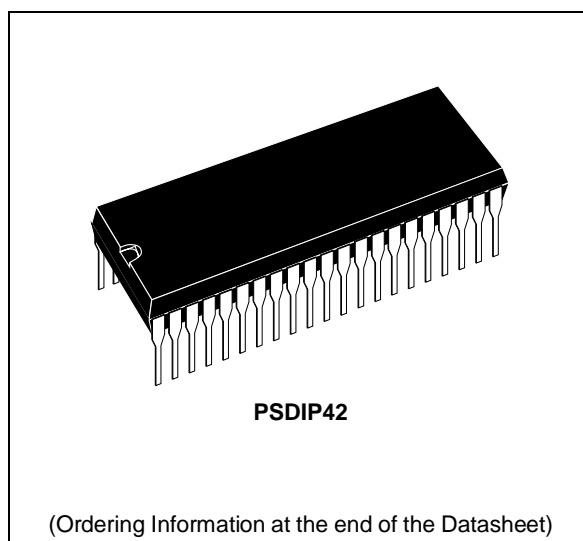 PSDIP42
(Ordering Information at the end of the Datasheet)